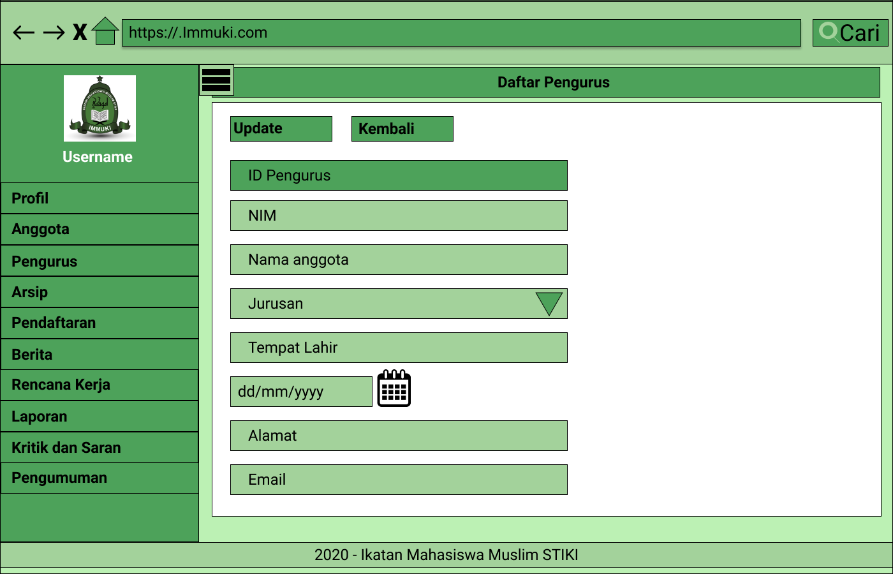 X
https://.Immuki.com
Cari
Daftar Pengurus
IMMUKI
Username
Update
Kembali
Profil
Anggota
Pengurus
Arsip
Pendaftaran
Berita
Rencana Kerja
Laporan
Kritik dan Saran
Pengumuman
ID Pengurus
NIM
Nama anggota
Jurusan
Tempat Lahir
dd/mm/yyyy
Alamat
Email
2020 - Ikatan Mahasiswa Muslim STIKI